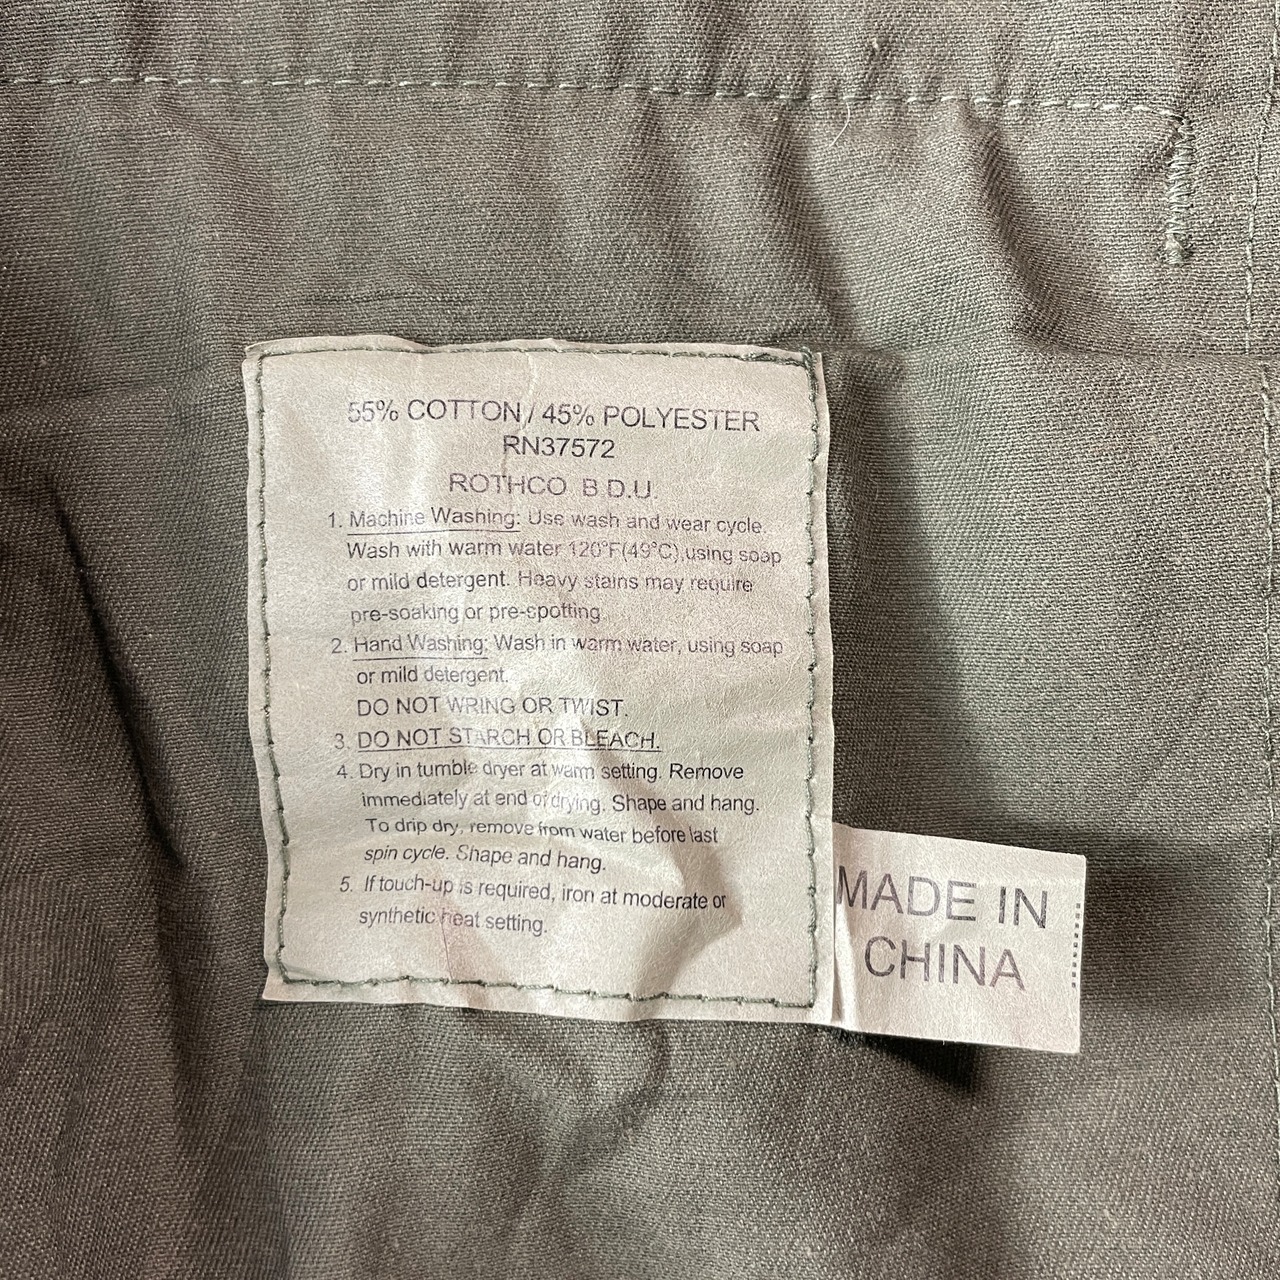 55% COTTON / 45% POLYESTER
RN37572
ROTHCO B.D.U.
1. Machine Washing: Use wash and wear cycle.
Wash with warm water 120°F(49°C),using soap
or mild detergent. Heavy stains may require
pre-soaking or pre-spotting.
2. Hand Washing: Wash in warm water, using soap
or mild detergent.
DO NOT WRING OR TWIST.
3. DO NOT STARCH OR BLEACH.
4. Dry in tumble dryer at warm setting. Remove
immediately at end of drying. Shape and hang.
To drip dry, remove from water before last
spin cycle. Shape and hang.
5. If touch-up is required, iron at moderate or
synthetic heat setting.
MADE IN
CHINA